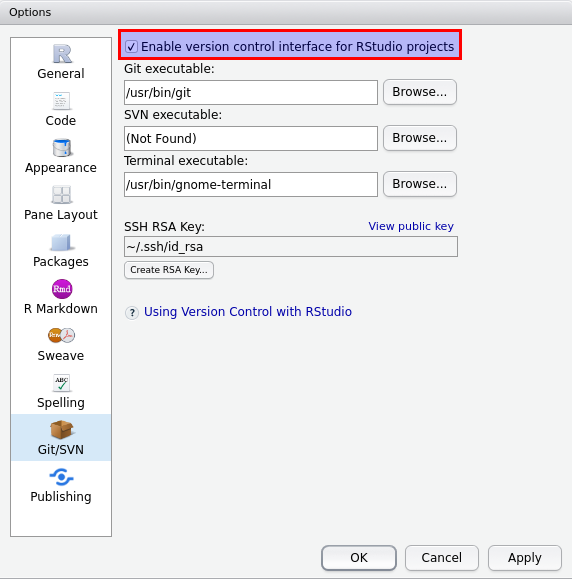 Options
General
Code
Appearance
Pane Layout
Packages
Rmd
R Markdown
Sweave
ABC
Spelling
Git/SVN
Publishing
Enable version control interface for RStudio projects
Git executable:
/usr/bin/git
Browse...
SVN executable:
(Not Found)
Browse...
Terminal executable:
/usr/bin/gnome-terminal
Browse...
SSH RSA Key:
View public key
~/.ssh/id_rsa
Create RSA Key...
? Using Version Control with RStudio
OK
Cancel
Apply